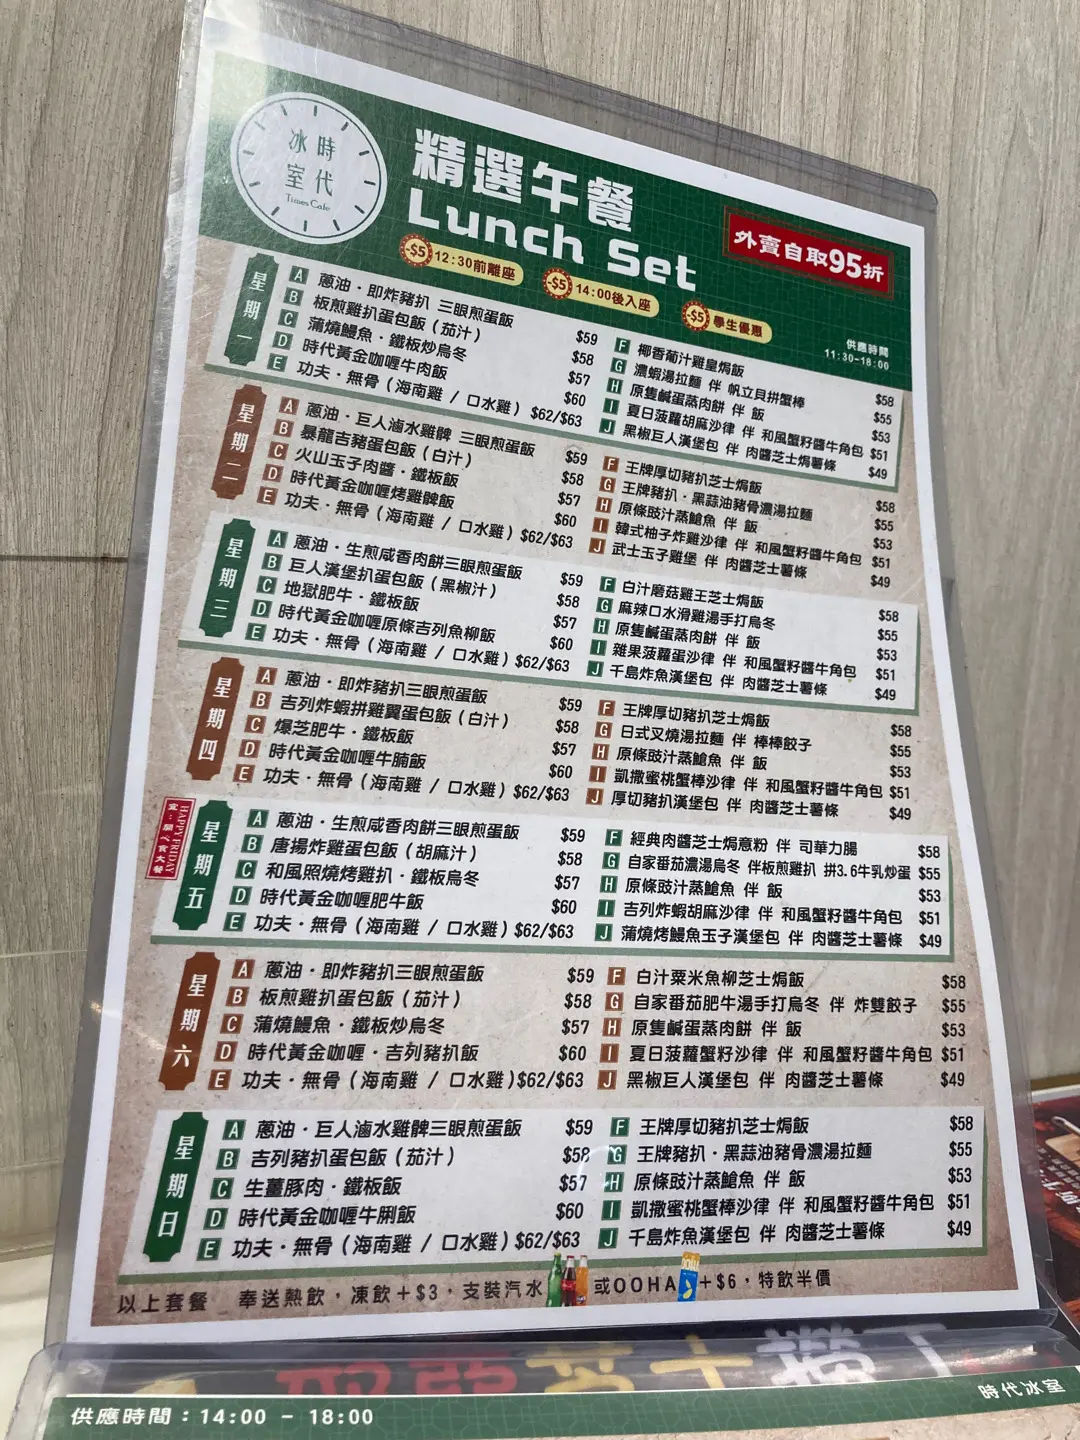 時代
冰室
Times Cafe
精選午餐
Lunch Set
外賣自取95折
-$5 12:30前離座
-$5 14:00後入座
-$5 學生優惠
供應時間
11:30-18:00
星期一
A 蔥油·即炸豬扒 三眼煎蛋飯 $59
B 板煎雞扒蛋包飯(茄汁) $58
C 蒲燒鰻魚·鐵板炒烏冬 $57
D 時代黃金咖喱牛肉飯 $60
E 功夫·無骨(海南雞 / 口水雞) $62/$63
F 椰香葡汁雞皇焗飯 $58
G 濃蝦湯拉麵 伴 帆立貝拼蟹棒 $55
H 原隻鹹蛋蒸肉餅 伴 飯 $53
I 夏日菠蘿胡麻沙律 伴 和風蟹籽醬牛角包 $51
J 黑椒巨人漢堡包 伴 肉醬芝士焗薯條 $49
星期二
A 蔥油·巨人滷水雞髀 三眼煎蛋飯 $59
B 暴龍吉豬蛋包飯(白汁) $58
C 火山玉子肉醬·鐵板飯 $57
D 時代黃金咖喱烤雞髀飯 $60
E 功夫·無骨(海南雞 / 口水雞) $62/$63
F 王牌厚切豬扒芝士焗飯 $58
G 王牌豬扒·黑蒜油豬骨濃湯拉麵 $55
H 原條豉汁蒸鯧魚 伴 飯 $53
I 韓式柚子炸雞沙律 伴 和風蟹籽醬牛角包 $51
J 武士玉子雞堡 伴 肉醬芝士薯條 $49
星期三
A 蔥油·生煎咸香肉餅三眼煎蛋飯 $59
B 巨人漢堡扒蛋包飯(黑椒汁) $58
C 地獄肥牛·鐵板飯 $57
D 時代黃金咖喱原條吉列魚柳飯 $60
E 功夫·無骨(海南雞 / 口水雞) $62/$63
F 白汁磨菇雞王芝士焗飯 $58
G 麻辣口水滑雞湯手打烏冬 $55
H 原隻鹹蛋蒸肉餅 伴 飯 $53
I 雜果菠蘿蛋沙律 伴 和風蟹籽醬牛角包 $51
J 千島炸魚漢堡包 伴 肉醬芝士薯條 $49
星期四
A 蔥油·即炸豬扒三眼煎蛋飯 $59
B 吉列炸蝦拼雞翼蛋包飯(白汁) $58
C 爆芝肥牛·鐵板飯 $57
D 時代黃金咖喱牛腩飯 $60
E 功夫·無骨(海南雞 / 口水雞) $62/$63
F 王牌厚切豬扒芝士焗飯 $58
G 日式叉燒湯拉麵 伴 棒棒餃子 $55
H 原條豉汁蒸鯧魚 伴 飯 $53
I 凱撒蜜桃蟹棒沙律 伴 和風蟹籽醬牛角包 $51
J 厚切豬扒漢堡包 伴 肉醬芝士薯條 $49
HAPPY FRIDAY
星期五
A 蔥油·生煎咸香肉餅三眼煎蛋飯 $59
B 唐揚炸雞蛋包飯(胡麻汁) $58
C 和風照燒烤雞扒·鐵板烏冬 $57
D 時代黃金咖喱肥牛飯 $60
E 功夫·無骨(海南雞 / 口水雞) $62/$63
F 經典肉醬芝士焗意粉 伴 司華力腸 $58
G 自家番茄濃湯烏冬 伴板煎雞扒 拼3.6牛乳炒蛋 $55
H 原條豉汁蒸鯧魚 伴 飯 $53
I 吉列炸蝦胡麻沙律 伴 和風蟹籽醬牛角包 $51
J 蒲燒烤鰻魚玉子漢堡包 伴 肉醬芝士薯條 $49
星期六
A 蔥油·即炸豬扒三眼煎蛋飯 $59
B 板煎雞扒蛋包飯(茄汁) $58
C 蒲燒鰻魚·鐵板炒烏冬 $57
D 時代黃金咖喱·吉列豬扒飯 $60
E 功夫·無骨(海南雞 / 口水雞) $62/$63
F 白汁粟米魚柳芝士焗飯 $58
G 自家番茄肥牛湯手打烏冬 伴 炸雙餃子 $55
H 原隻鹹蛋蒸肉餅 伴 飯 $53
I 夏日菠蘿蟹籽沙律 伴 和風蟹籽醬牛角包 $51
J 黑椒巨人漢堡包 伴 肉醬芝士薯條 $49
星期日
A 蔥油·巨人滷水雞髀三眼煎蛋飯 $59
B 吉列豬扒蛋包飯(茄汁) $58
C 生薑豚肉·鐵板飯 $57
D 時代黃金咖喱牛脷飯 $60
E 功夫·無骨(海南雞 / 口水雞) $62/$63
F 王牌厚切豬扒芝士焗飯 $58
G 王牌豬扒·黑蒜油豬骨濃湯拉麵 $55
H 原條豉汁蒸鯧魚 伴 飯 $53
I 凱撒蜜桃蟹棒沙律 伴 和風蟹籽醬牛角包 $51
J 千島炸魚漢堡包 伴 肉醬芝士薯條 $49
以上套餐 奉送熱飲，凍飲+$3，支裝汽水或OOHA+$6，特飲半價
時代冰室
供應時間：14:00 - 18:00